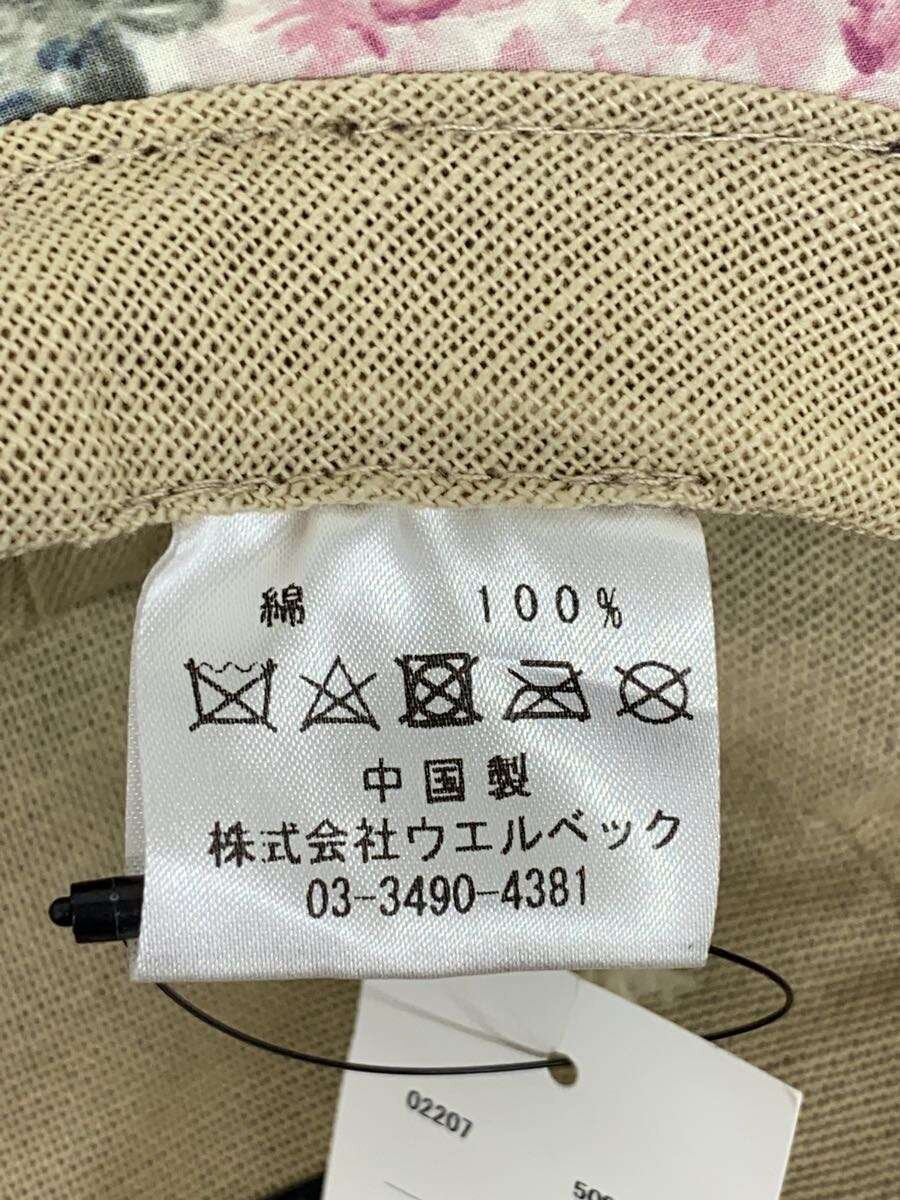 綿 100%
中国製
株式会社ウエルベック
03-3490-4381
02207